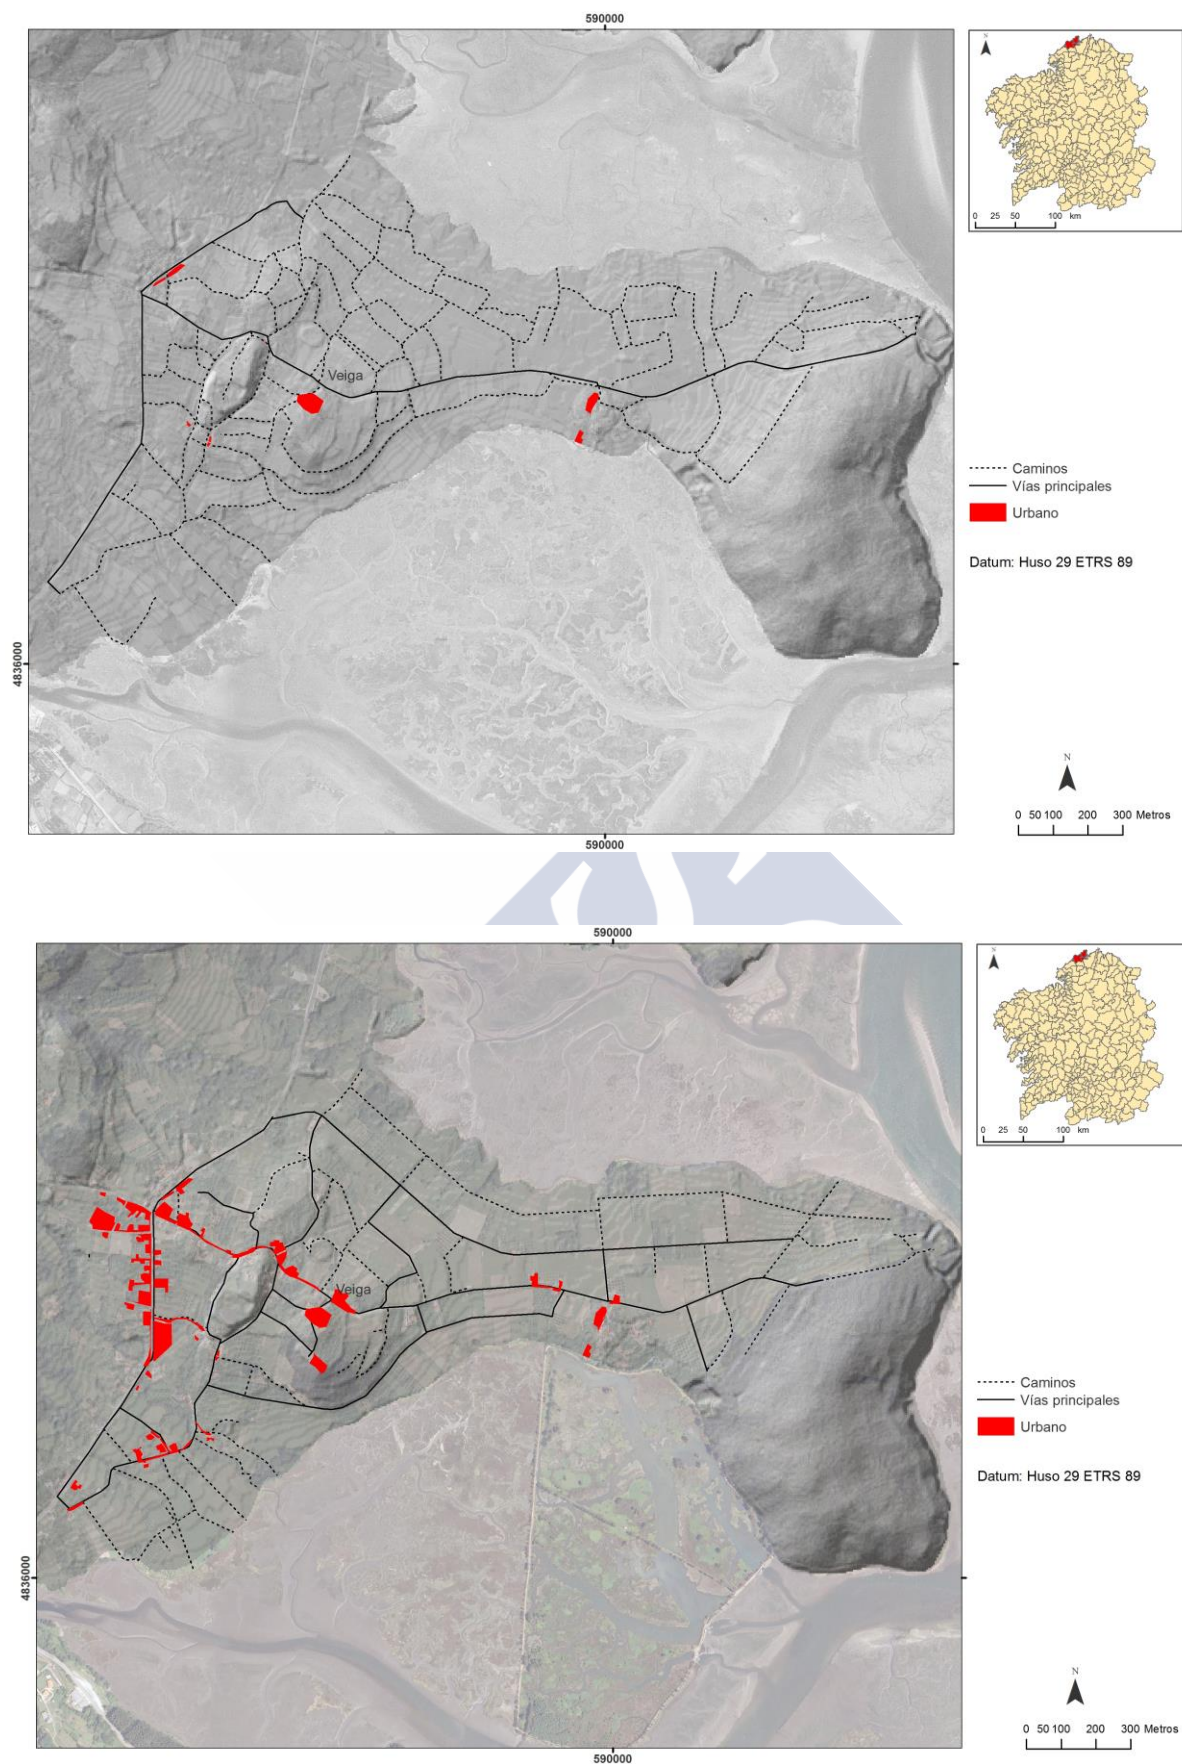 590000
N
0 25 50 100 km
Veiga
Caminos
Vías principales
Urbano
Datum: Huso 29 ETRS 89
4836000
N
0 50 100 200 300 Metros
590000
590000
N
0 25 50 100 km
Veiga
Caminos
Vías principales
Urbano
Datum: Huso 29 ETRS 89
4836000
N
0 50 100 200 300 Metros
590000